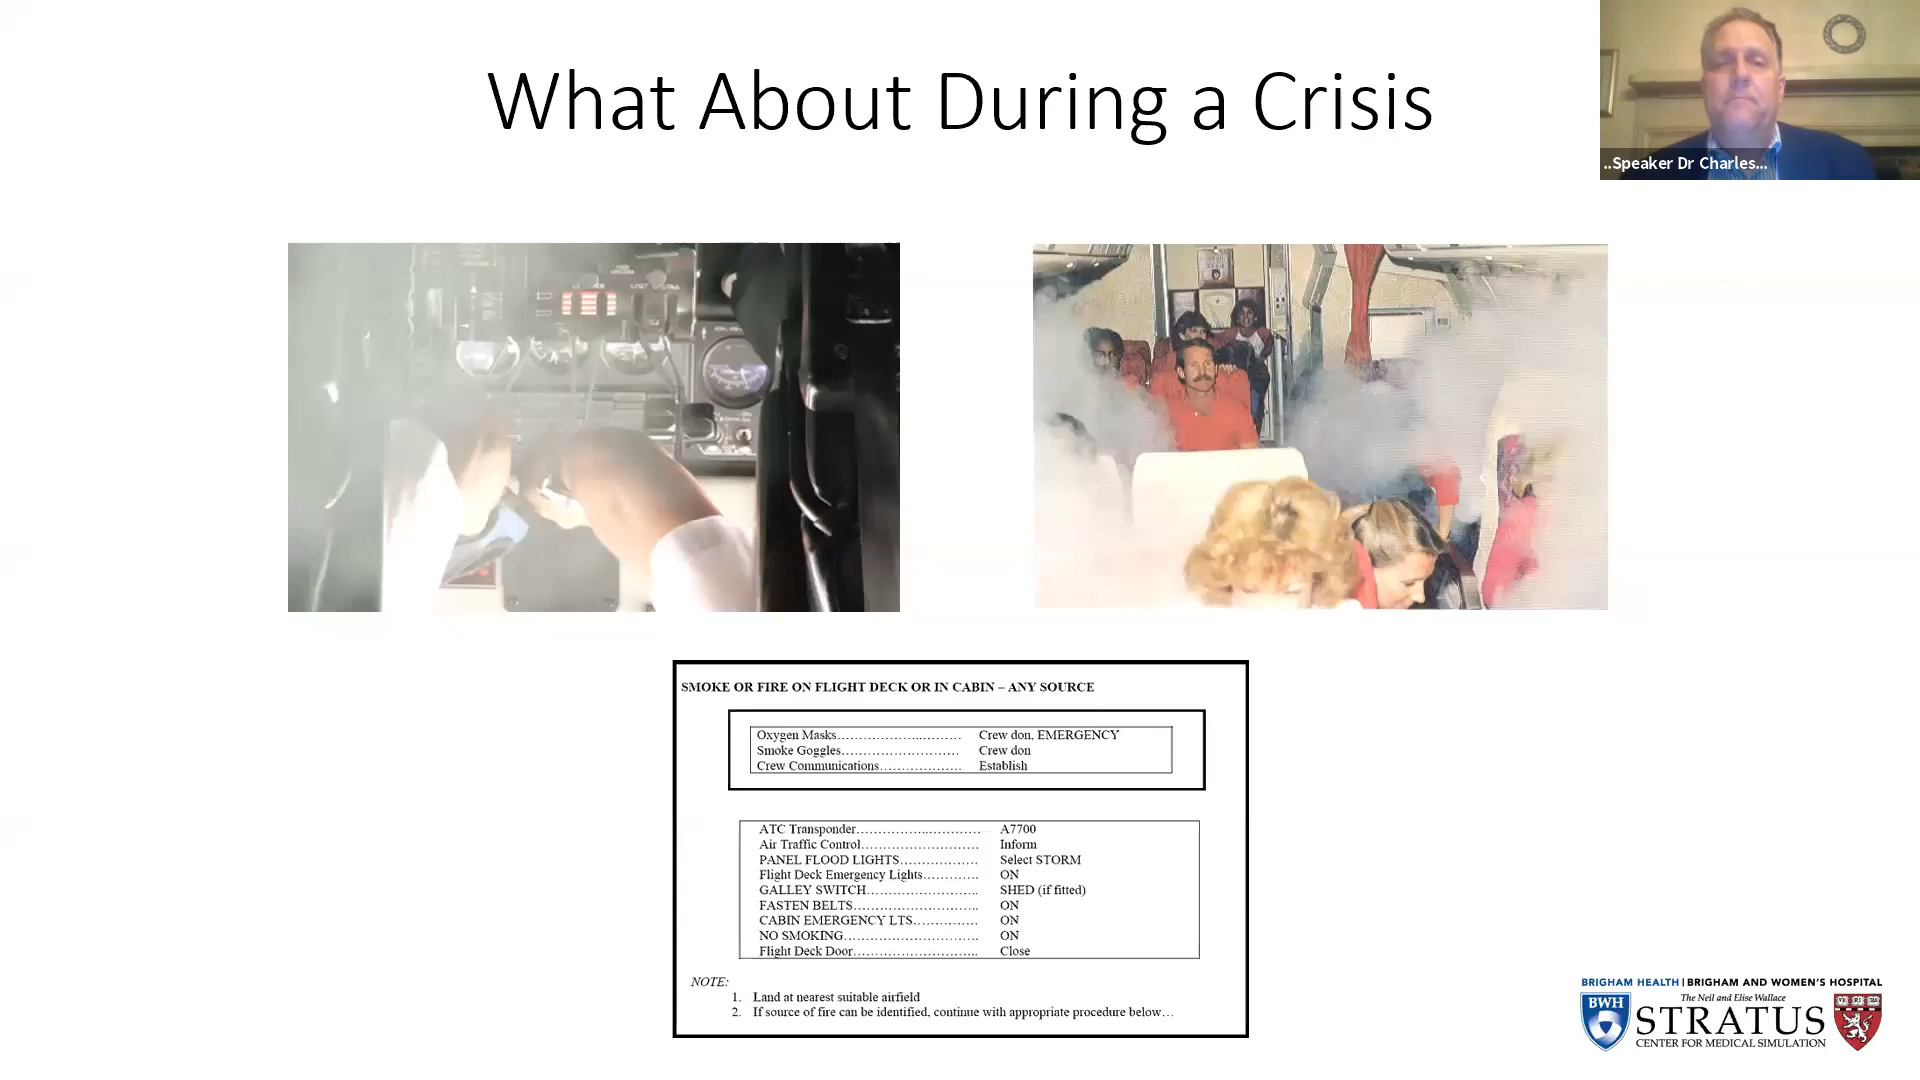 What About During a Crisis
..Speaker Dr Charles...
SMOKE OR FIRE ON FLIGHT DECK OR IN CABIN – ANY SOURCE
Oxygen Masks………………..……… Crew don, EMERGENCY
Smoke Goggles……………………… Crew don
Crew Communications………………. Establish
ATC Transponder……………..………… A7700
Air Traffic Control……………………… Inform
PANEL FLOOD LIGHTS……………… Select STORM
Flight Deck Emergency Lights…………. ON
GALLEY SWITCH…………………….. SHED (if fitted)
FASTEN BELTS……………………….. ON
CABIN EMERGENCY LTS…………… ON
NO SMOKING…………………………. ON
Flight Deck Door……………………….. Close
NOTE:
1. Land at nearest suitable airfield
2. If source of fire can be identified, continue with appropriate procedure below…
BRIGHAM HEALTH | BRIGHAM AND WOMEN'S HOSPITAL
The Neil and Elise Wallace
BWH
STRATUS
CENTER FOR MEDICAL SIMULATION